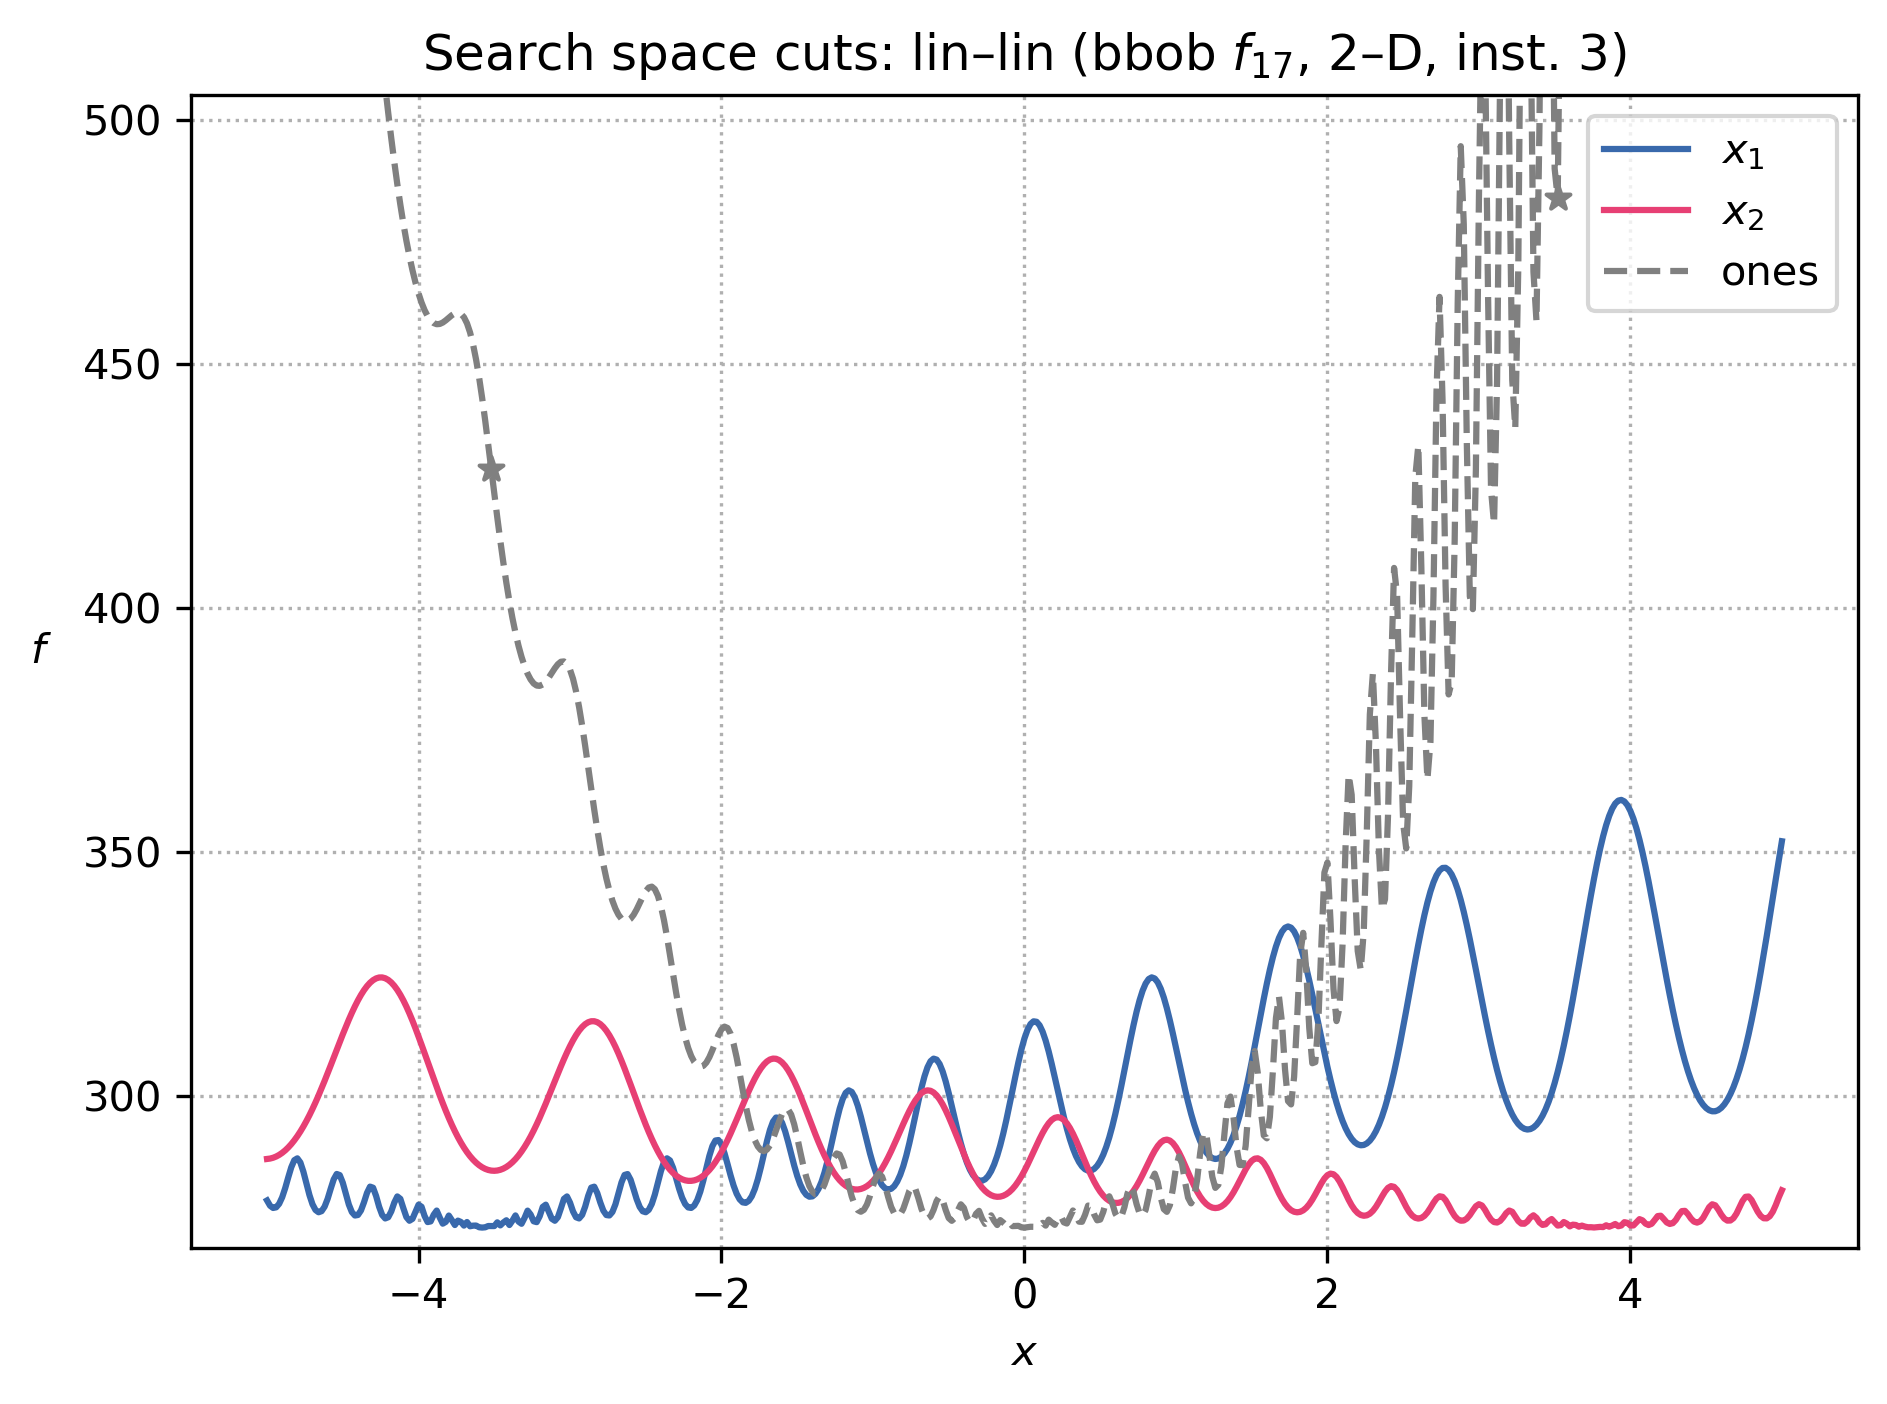 Search space cuts: lin–lin (bbob f17, 2–D, inst. 3)
500
450
400
350
300
f
x1
x2
ones
−4
−2
0
2
4
x